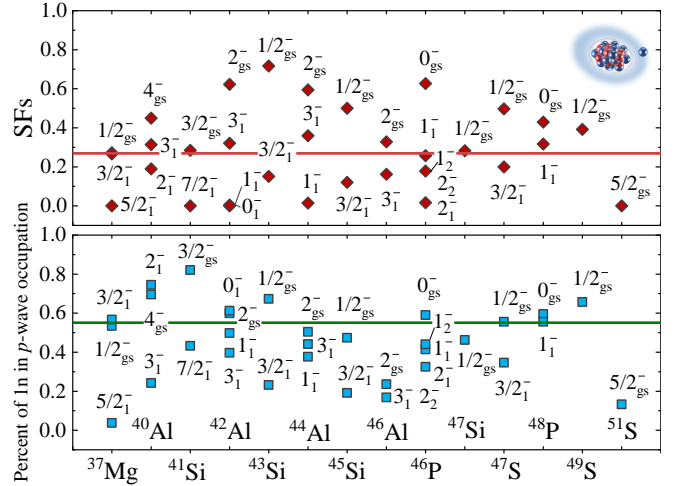 SFs
1.0
0.8
0.6
0.4
0.2
0.0
1/2⁻gs
3/2⁻₁
5/2⁻₁
4⁻gs
3⁻₁
2⁻₁
3/2⁻gs
7/2⁻₁
2⁻gs
3⁻₁
1⁻₁
0⁻₁
1/2⁻gs
3/2⁻₁
2⁻gs
3⁻₁
1⁻₁
1/2⁻gs
3/2⁻₁
2⁻gs
3⁻₁
0⁻gs
1⁻₁
1⁻₂
2⁻₂
2⁻₁
1/2⁻gs
1/2⁻gs
3/2⁻₁
0⁻gs
1⁻₁
1/2⁻gs
5/2⁻gs
Percent of 1n in p-wave occupation
1.0
0.8
0.6
0.4
0.2
0.0
3/2⁻₁
1/2⁻gs
5/2⁻₁
2⁻₁
4⁻gs
3⁻₁
3/2⁻gs
7/2⁻₁
0⁻₁
2⁻gs
1⁻₁
3⁻₁
1/2⁻gs
3/2⁻₁
2⁻gs
3⁻₁
1⁻₁
1/2⁻gs
3/2⁻₁
2⁻gs
3⁻₁
0⁻gs
1⁻₂
1⁻₁
2⁻₁
2⁻₂
1/2⁻gs
1/2⁻gs
3/2⁻₁
0⁻gs
1⁻₁
1/2⁻gs
5/2⁻gs
⁴⁰Al ⁴²Al ⁴⁴Al ⁴⁶Al ⁴⁷Si ⁴⁸P ⁵¹S
³⁷Mg ⁴¹Si ⁴³Si ⁴⁵Si ⁴⁶P ⁴⁷S ⁴⁹S